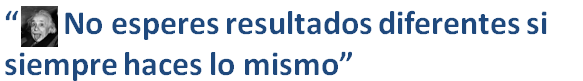 “No esperes resultados diferentes si
siempre haces lo mismo”